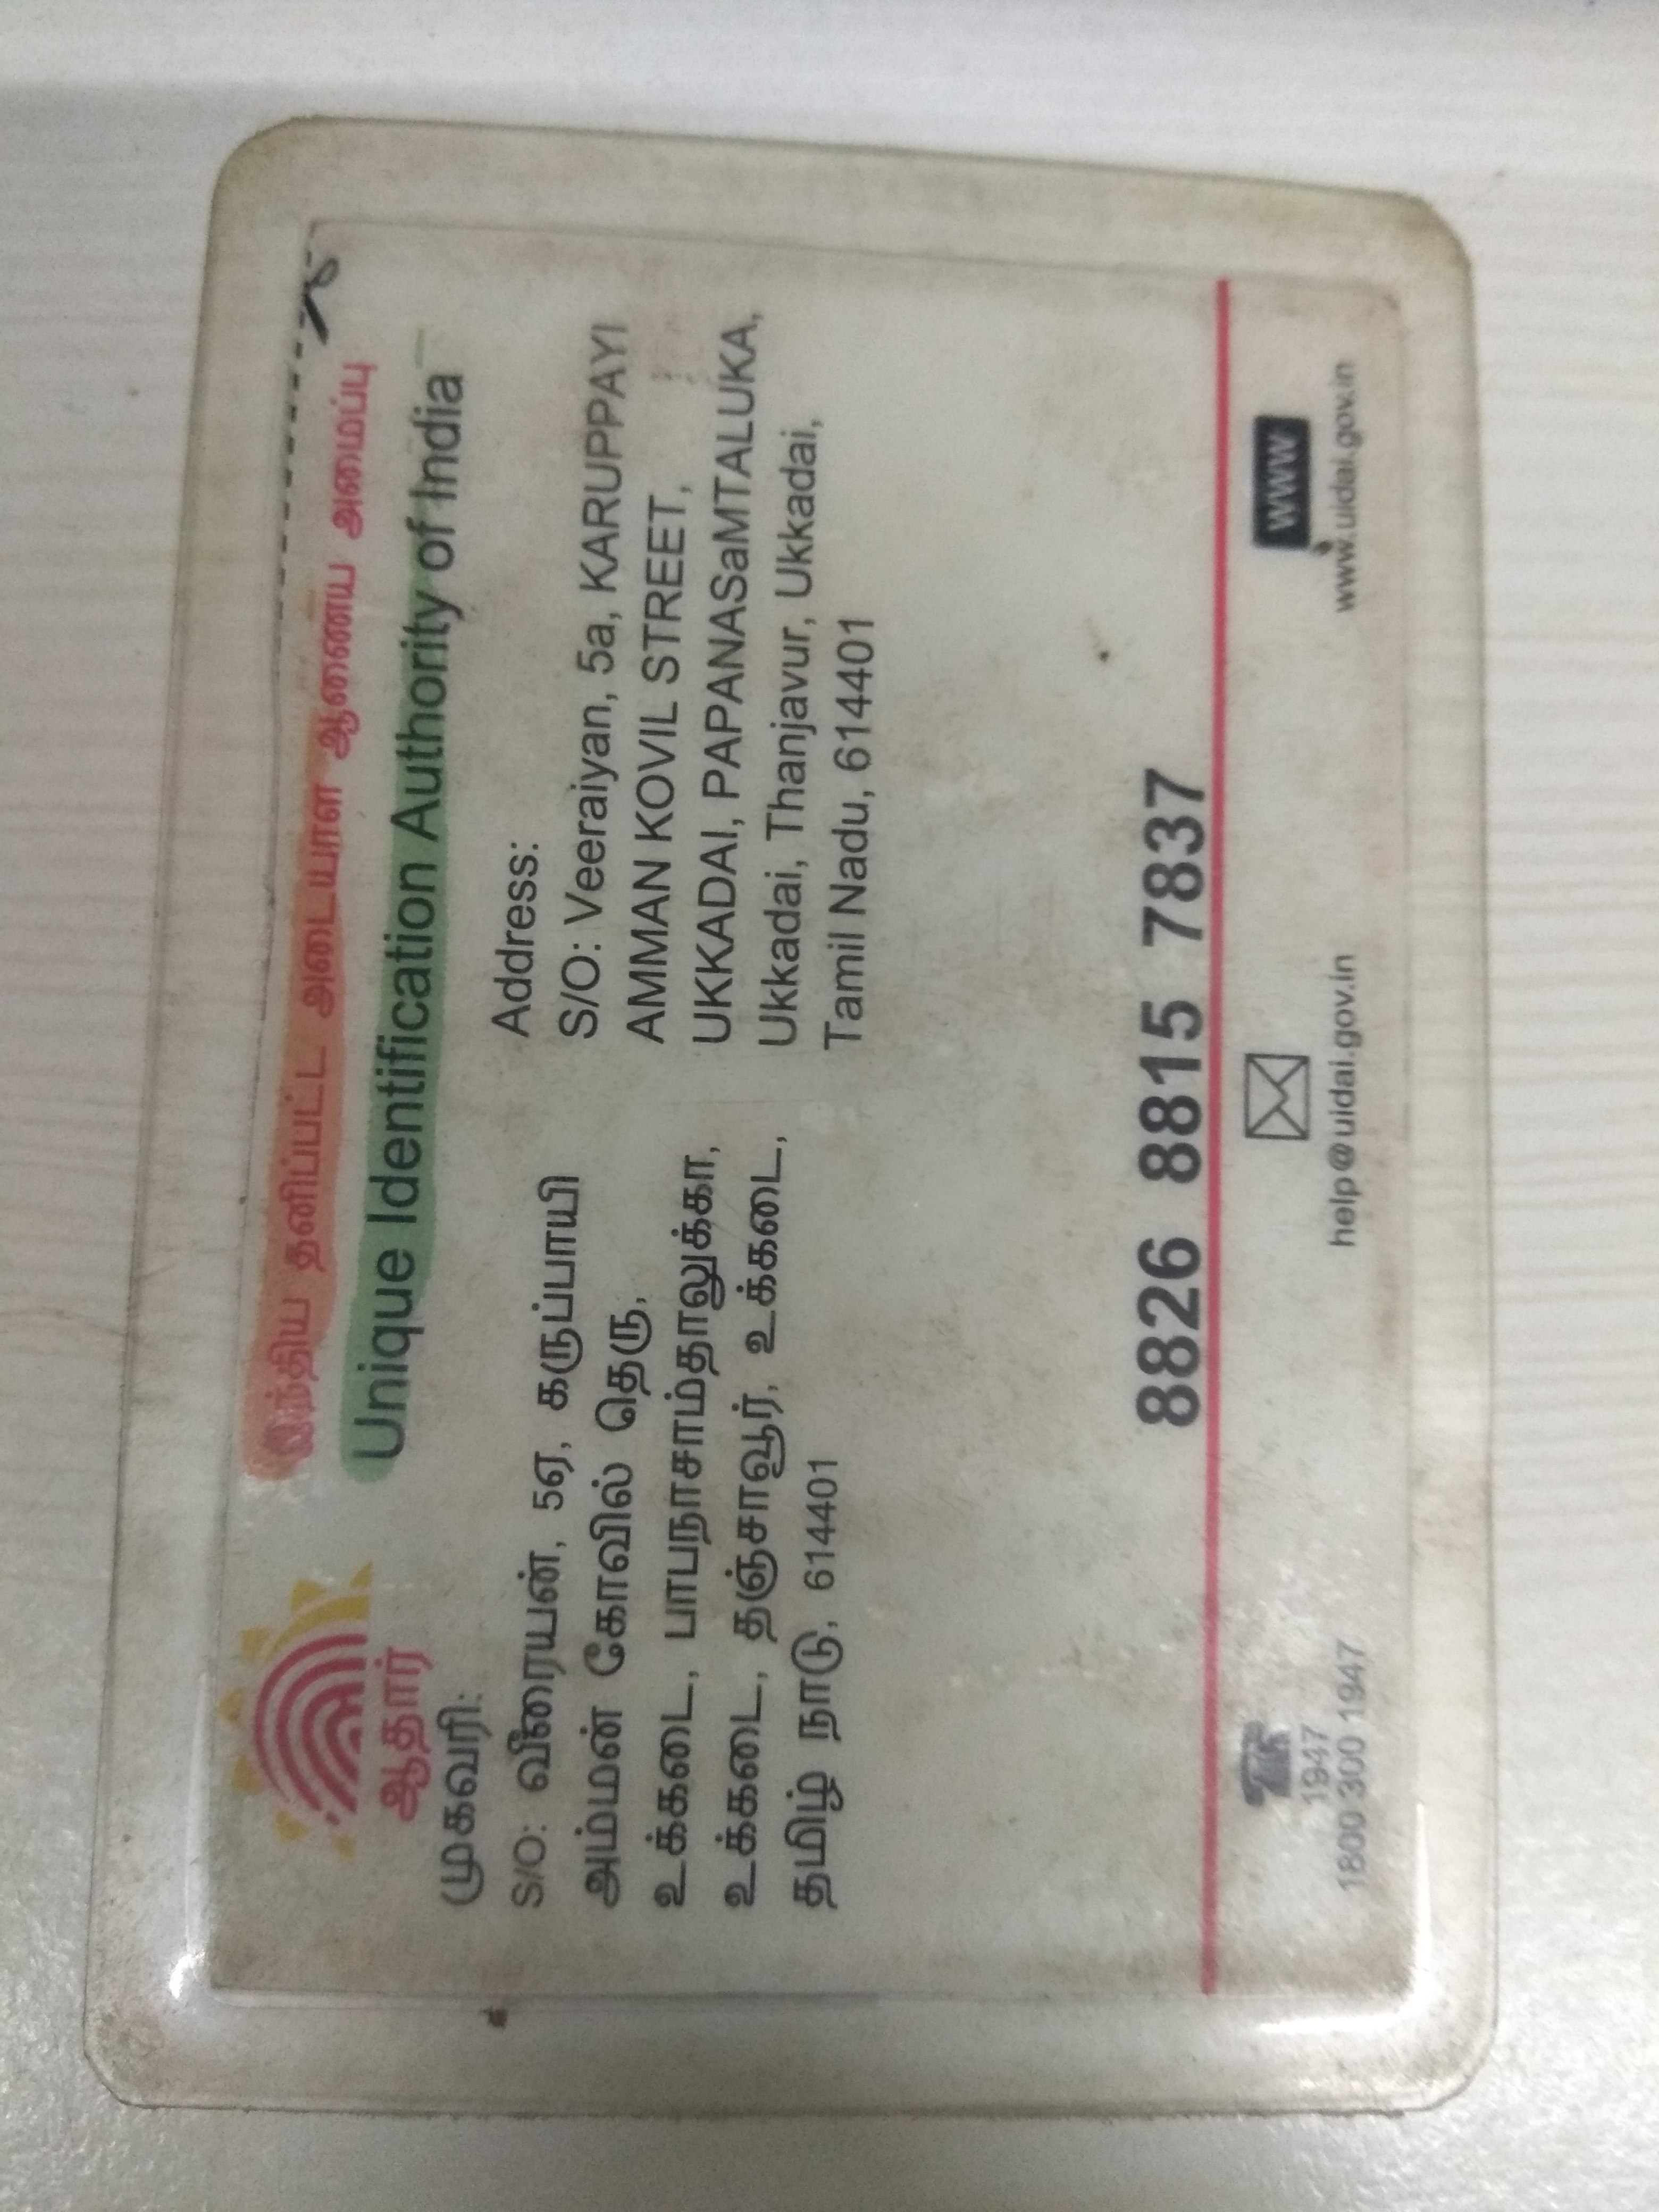 இந்திய தனிப்பட்ட அடையாள ஆணைய அமைப்பு
Unique Identification Authority of India
ஆதார்
முகவரி:
S/O: வீரையன், 5ஏ, கருப்பாயி
அம்மன் கோவில் தெரு,
உக்கடை, பாபநாசாம்தாலுக்கா,
உக்கடை, தஞ்சாவூர், உக்கடை,
தமிழ் நாடு, 614401
Address:
S/O: Veeraiyan, 5a, KARUPPAYI
AMMAN KOVIL STREET,
UKKADAI, PAPANASaMTALUKA,
Ukkadai, Thanjavur, Ukkadai,
Tamil Nadu, 614401
8826 8815 7837
1947
1800 300 1947
help@uidai.gov.in
WWW
www.uidai.gov.in